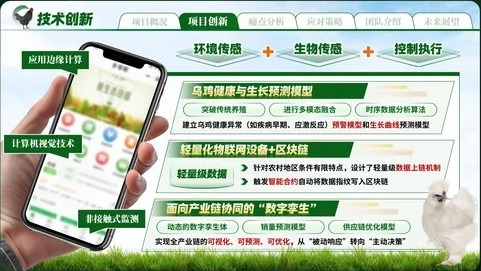 技术创新
项目概况
项目创新
痛点分析
应对策略
团队介绍
未来展望
应用边缘计算
计算机视觉技术
非接触式监测
环境传感 + 生物传感 + 控制执行
乌鸡健康与生长预测模型
突破传统养殖
进行多模态融合
时序数据分析算法
建立乌鸡健康异常（如疾病早期、应激反应）预警模型和生长曲线预测模型
轻量化物联网设备+区块链
轻量级数据
针对农村地区条件有限特点，设计了轻量级数据上链机制
触发智能合约自动将数据指纹写入区块链
面向产业链协同的“数字孪生”
动态的数字孪生体
销量预测模型
供应链优化模型
实现全产业链的可视化、可预测、可优化，从“被动响应”转向“主动决策”